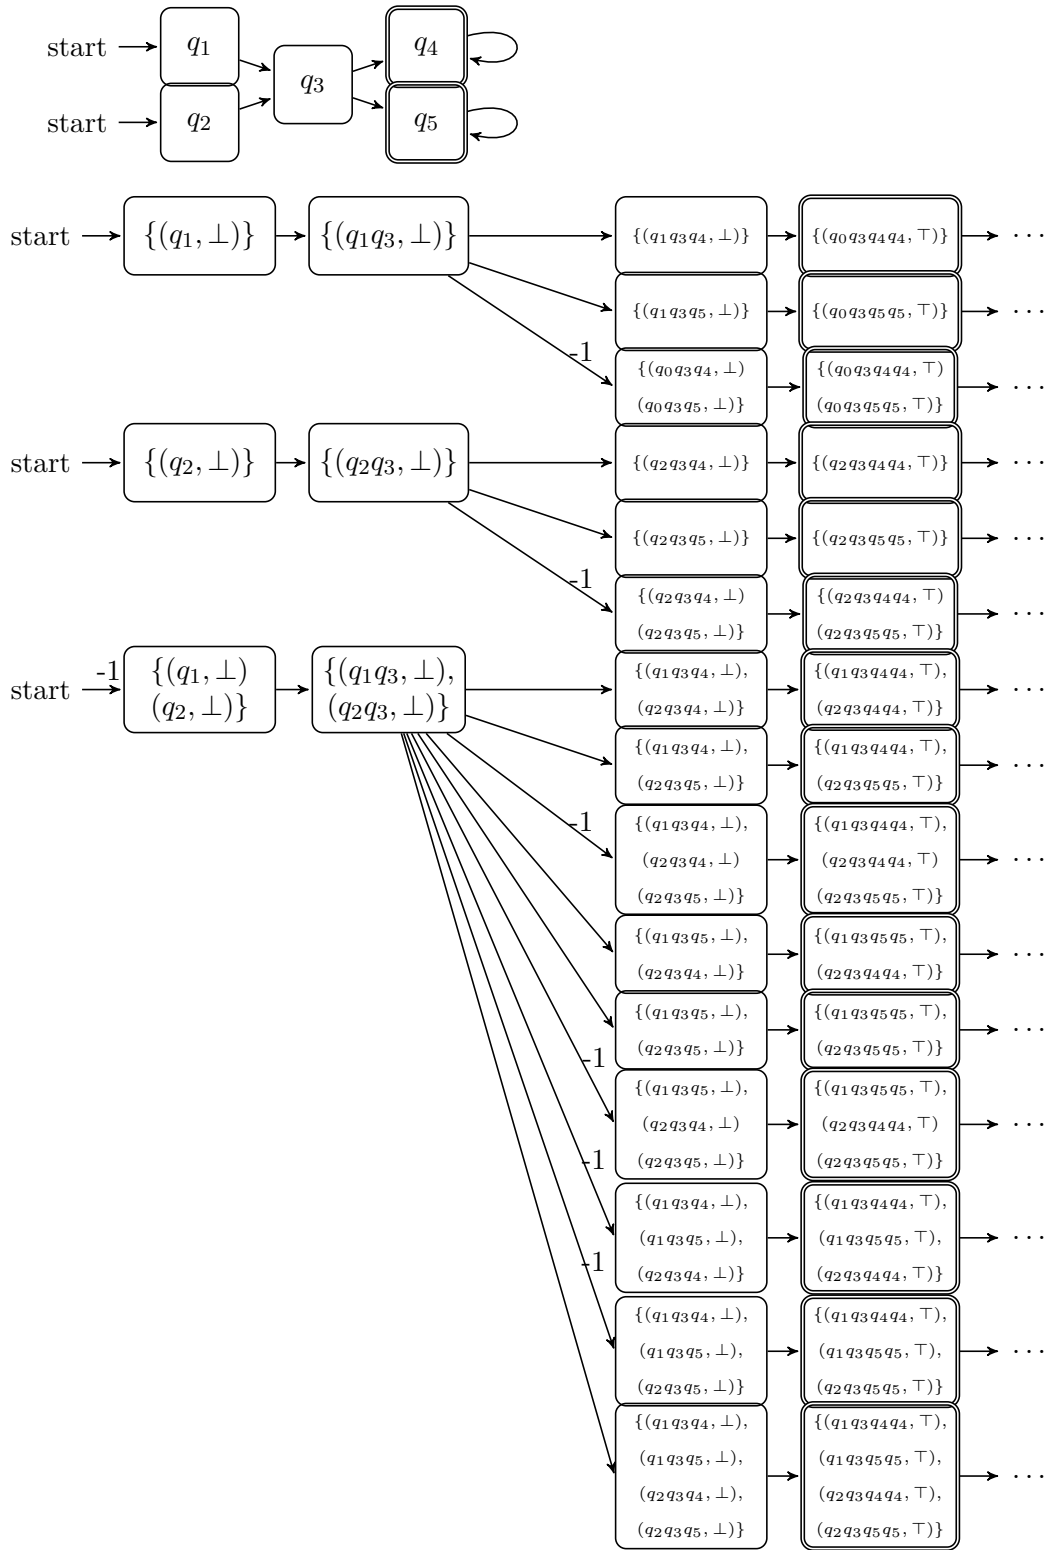 start q₁ q₄
q₃
start q₂ q₅
start {(q₁, ⊥)} {(q₁q₃, ⊥)} {(q₁q₃q₄, ⊥)} {(q₀q₃q₄q₄, ⊤)} ···
{(q₁q₃q₅, ⊥)} {(q₀q₃q₅q₅, ⊤)} ···
-1
{(q₀q₃q₄, ⊥) {(q₀q₃q₄q₄, ⊤)
(q₀q₃q₅, ⊥)} (q₀q₃q₅q₅, ⊤)} ···
start {(q₂, ⊥)} {(q₂q₃, ⊥)} {(q₂q₃q₄, ⊥)} {(q₂q₃q₄q₄, ⊤)} ···
{(q₂q₃q₅, ⊥)} {(q₂q₃q₅q₅, ⊤)} ···
-1
{(q₂q₃q₄, ⊥) {(q₂q₃q₄q₄, ⊤)
(q₂q₃q₅, ⊥)} (q₂q₃q₅q₅, ⊤)} ···
start -1 {(q₁, ⊥) {(q₁q₃, ⊥), {(q₁q₃q₄, ⊥), {(q₁q₃q₄q₄, ⊤),
(q₂, ⊥)} (q₂q₃, ⊥)} (q₂q₃q₄, ⊥)} (q₂q₃q₄q₄, ⊤)} ···
{(q₁q₃q₄, ⊥), {(q₁q₃q₄q₄, ⊤),
(q₂q₃q₅, ⊥)} (q₂q₃q₅q₅, ⊤)} ···
-1 {(q₁q₃q₄, ⊥), {(q₁q₃q₄q₄, ⊤),
(q₂q₃q₄, ⊥) (q₂q₃q₄q₄, ⊤) ···
(q₂q₃q₅, ⊥)} (q₂q₃q₅q₅, ⊤)}
{(q₁q₃q₅, ⊥), {(q₁q₃q₅q₅, ⊤),
(q₂q₃q₄, ⊥)} (q₂q₃q₄q₄, ⊤)} ···
{(q₁q₃q₅, ⊥), {(q₁q₃q₅q₅, ⊤),
(q₂q₃q₅, ⊥)} (q₂q₃q₅q₅, ⊤)} ···
-1
{(q₁q₃q₅, ⊥), {(q₁q₃q₅q₅, ⊤),
(q₂q₃q₄, ⊥) (q₂q₃q₄q₄, ⊤) ···
-1 (q₂q₃q₅, ⊥)} (q₂q₃q₅q₅, ⊤)}
{(q₁q₃q₄, ⊥), {(q₁q₃q₄q₄, ⊤),
(q₁q₃q₅, ⊥), (q₁q₃q₅q₅, ⊤), ···
-1 (q₂q₃q₄, ⊥)} (q₂q₃q₄q₄, ⊤)}
{(q₁q₃q₄, ⊥), {(q₁q₃q₄q₄, ⊤),
(q₁q₃q₅, ⊥), (q₁q₃q₅q₅, ⊤), ···
(q₂q₃q₅, ⊥)} (q₂q₃q₅q₅, ⊤)}
{(q₁q₃q₄, ⊥), {(q₁q₃q₄q₄, ⊤),
(q₁q₃q₅, ⊥), (q₁q₃q₅q₅, ⊤), ···
(q₂q₃q₄, ⊥), (q₂q₃q₄q₄, ⊤),
(q₂q₃q₅, ⊥)} (q₂q₃q₅q₅, ⊤)}